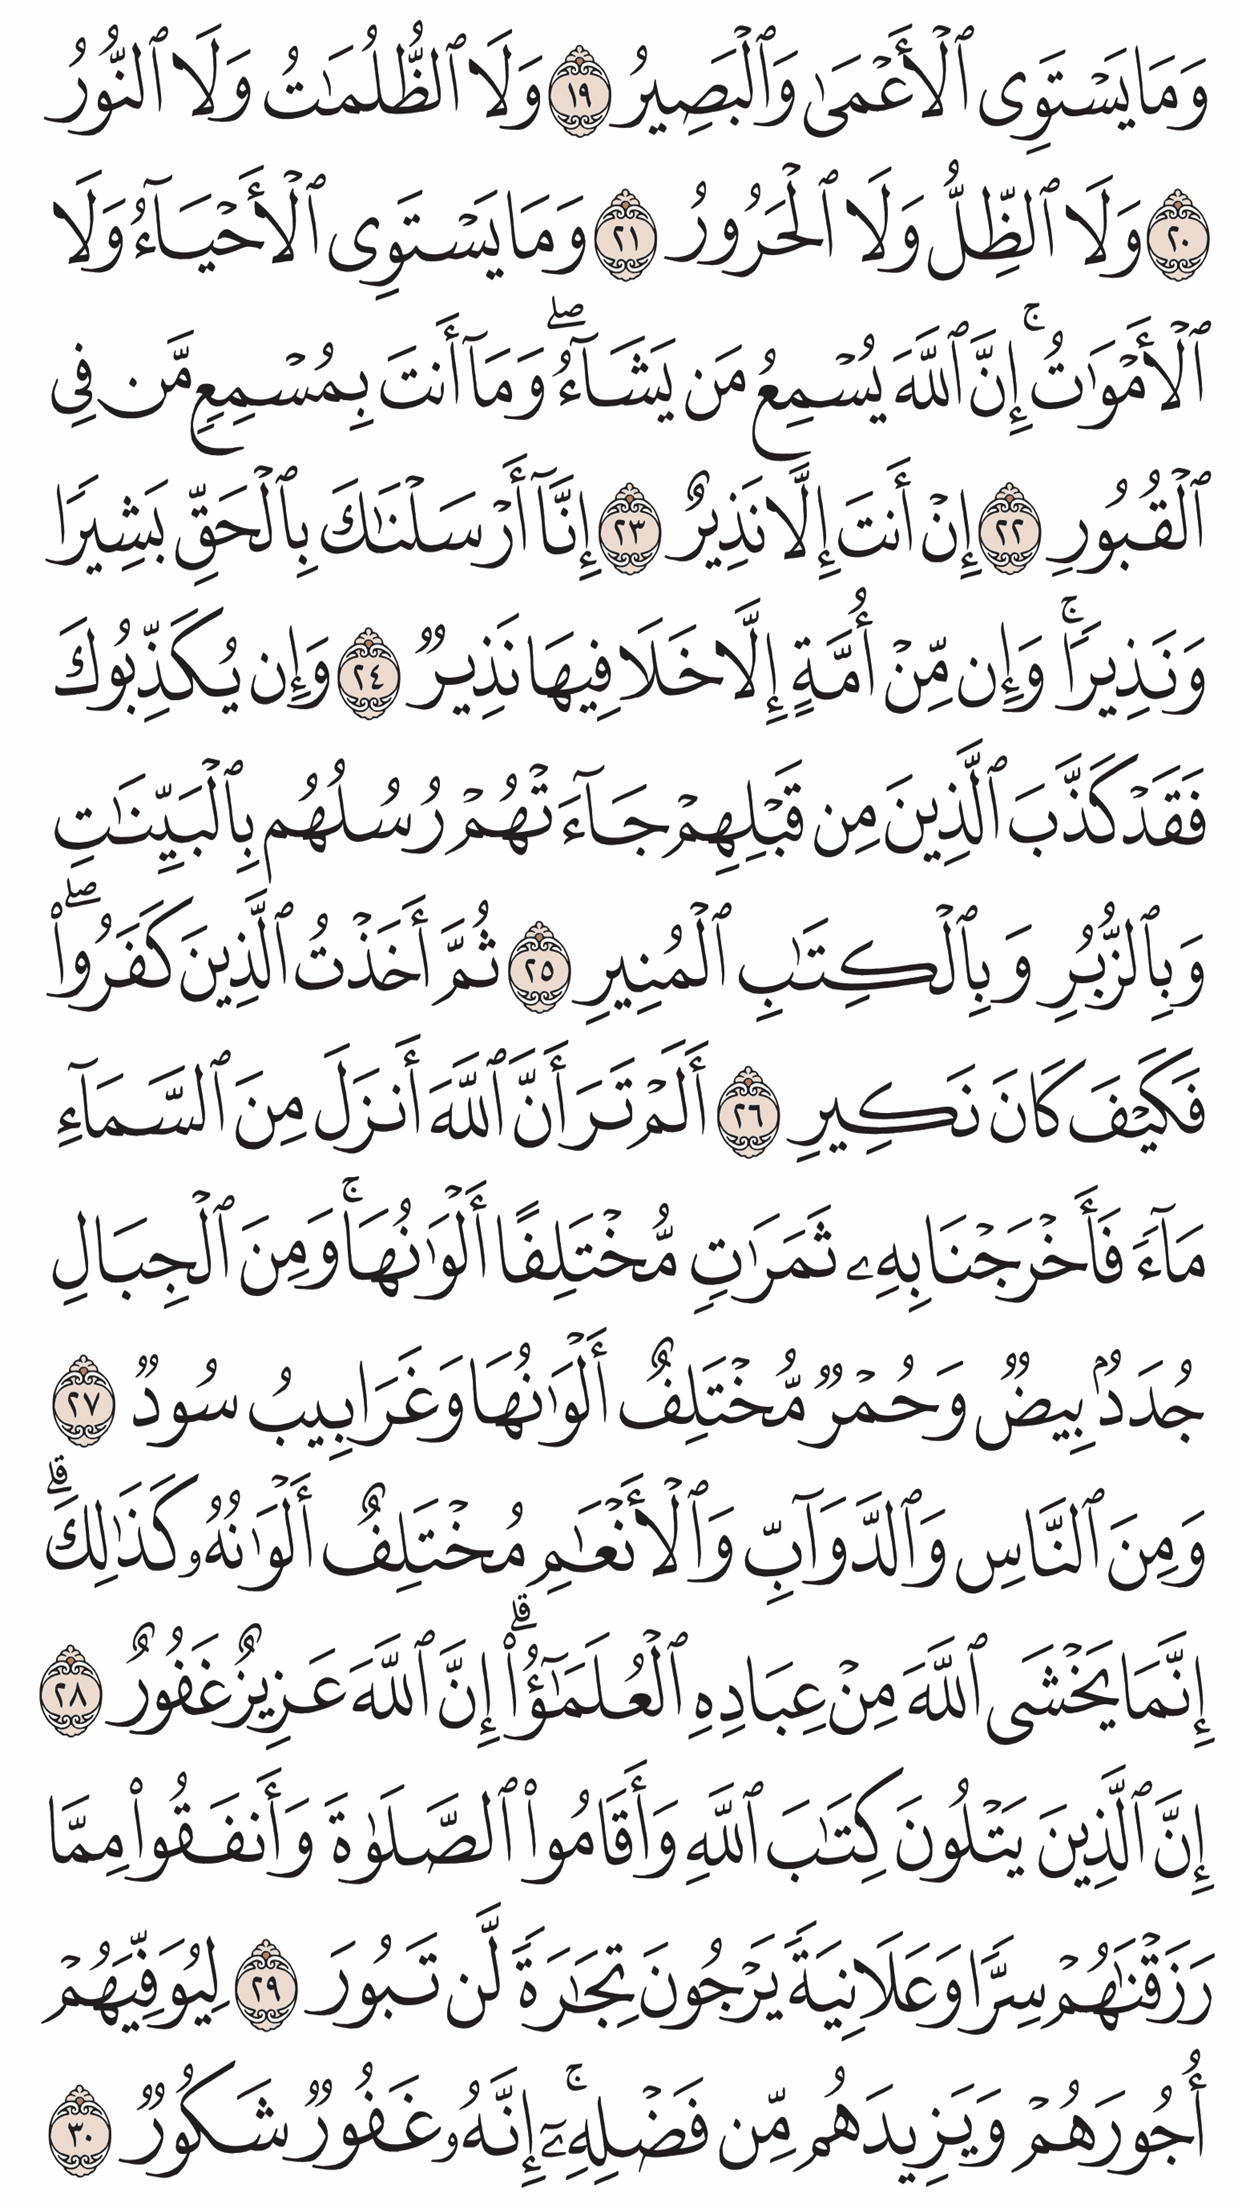 وَمَا يَسۡتَوِي ٱلۡأَعۡمَىٰ وَٱلۡبَصِيرُ ١٩ وَلَا ٱلظُّلُمَٰتُ وَلَا ٱلنُّورُ
٢٠ وَلَا ٱلظِّلُّ وَلَا ٱلۡحَرُورُ ٢١ وَمَا يَسۡتَوِي ٱلۡأَحۡيَآءُ وَلَا
ٱلۡأَمۡوَٰتُۚ إِنَّ ٱللَّهَ يُسۡمِعُ مَن يَشَآءُۖ وَمَآ أَنتَ بِمُسۡمِعٖ مَّن فِي
ٱلۡقُبُورِ ٢٢ إِنۡ أَنتَ إِلَّا نَذِيرٌ ٢٣ إِنَّآ أَرۡسَلۡنَٰكَ بِٱلۡحَقِّ بَشِيرٗا
وَنَذِيرٗاۚ وَإِن مِّنۡ أُمَّةٍ إِلَّا خَلَا فِيهَا نَذِيرٞ ٢٤ وَإِن يُكَذِّبُوكَ
فَقَدۡ كَذَّبَ ٱلَّذِينَ مِن قَبۡلِهِمۡ جَآءَتۡهُمۡ رُسُلُهُم بِٱلۡبَيِّنَٰتِ
وَبِٱلزُّبُرِ وَبِٱلۡكِتَٰبِ ٱلۡمُنِيرِ ٢٥ ثُمَّ أَخَذۡتُ ٱلَّذِينَ كَفَرُواْۖ
فَكَيۡفَ كَانَ نَكِيرِ ٢٦ أَلَمۡ تَرَ أَنَّ ٱللَّهَ أَنزَلَ مِنَ ٱلسَّمَآءِ
مَآءٗ فَأَخۡرَجۡنَا بِهِۦ ثَمَرَٰتٖ مُّخۡتَلِفًا أَلۡوَٰنُهَاۚ وَمِنَ ٱلۡجِبَالِ
جُدَدُۢ بِيضٞ وَحُمۡرٞ مُّخۡتَلِفٌ أَلۡوَٰنُهَا وَغَرَابِيبُ سُودٞ ٢٧
وَمِنَ ٱلنَّاسِ وَٱلدَّوَآبِّ وَٱلۡأَنۡعَٰمِ مُخۡتَلِفٌ أَلۡوَٰنُهُۥ كَذَٰلِكَۗ
إِنَّمَا يَخۡشَى ٱللَّهَ مِنۡ عِبَادِهِ ٱلۡعُلَمَٰٓؤُاْۗ إِنَّ ٱللَّهَ عَزِيزٌ غَفُورٌ ٢٨
إِنَّ ٱلَّذِينَ يَتۡلُونَ كِتَٰبَ ٱللَّهِ وَأَقَامُواْ ٱلصَّلَوٰةَ وَأَنفَقُواْ مِمَّا
رَزَقۡنَٰهُمۡ سِرّٗا وَعَلَانِيَةٗ يَرۡجُونَ تِجَٰرَةٗ لَّن تَبُورَ ٢٩ لِيُوَفِّيَهُمۡ
أُجُورَهُمۡ وَيَزِيدَهُم مِّن فَضۡلِهِۦٓۚ إِنَّهُۥ غَفُورٞ شَكُورٞ ٣٠